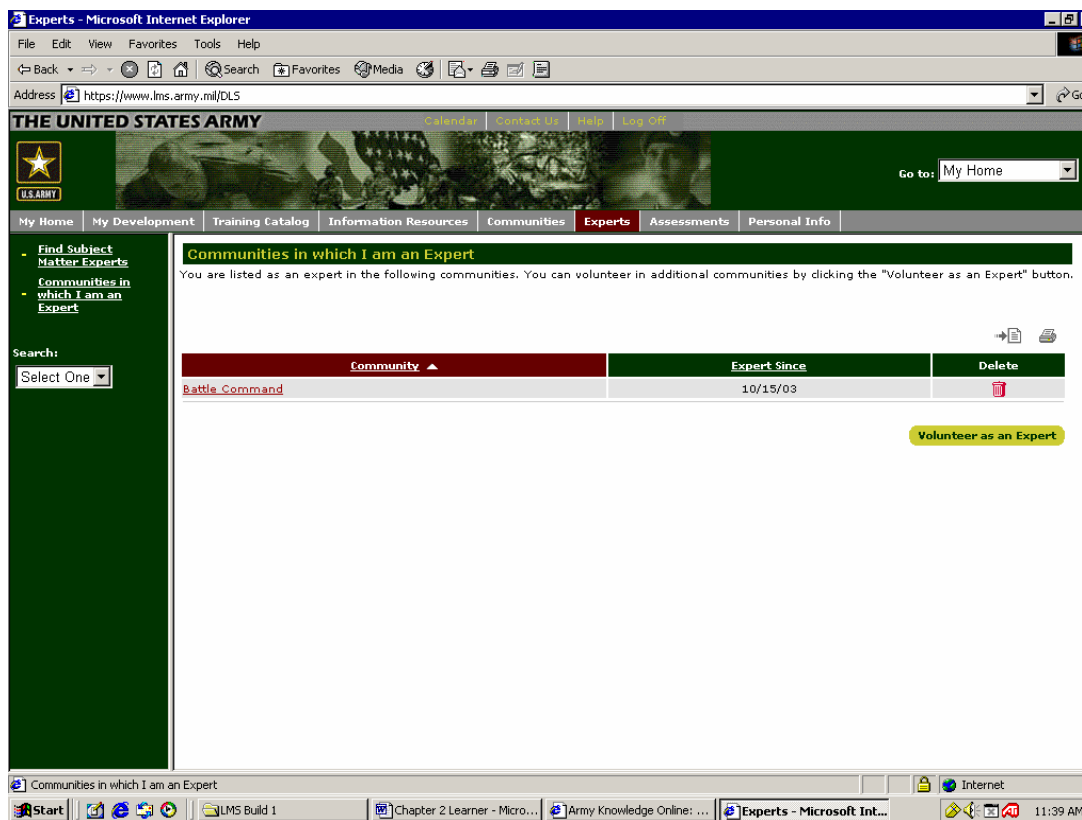 Experts - Microsoft Internet Explorer
File Edit View Favorites Tools Help
Back Search Favorites Media
Address https://www.lms.army.mil/DLS Go
THE UNITED STATES ARMY
Calendar Contact Us Help Log Off
U.S.ARMY
Go to: My Home
My Home My Development Training Catalog Information Resources Communities Experts Assessments Personal Info
- Find Subject
Matter Experts
- Communities in
which I am an
Expert
Search:
Select One
Communities in which I am an Expert
You are listed as an expert in the following communities. You can volunteer in additional communities by clicking the "Volunteer as an Expert" button.
Community Expert Since Delete
Battle Command 10/15/03
Volunteer as an Expert
Communities in which I am an Expert Internet
Start LMS Build 1 Chapter 2 Learner - Micro... Army Knowledge Online: ... Experts - Microsoft Int... 11:39 AM